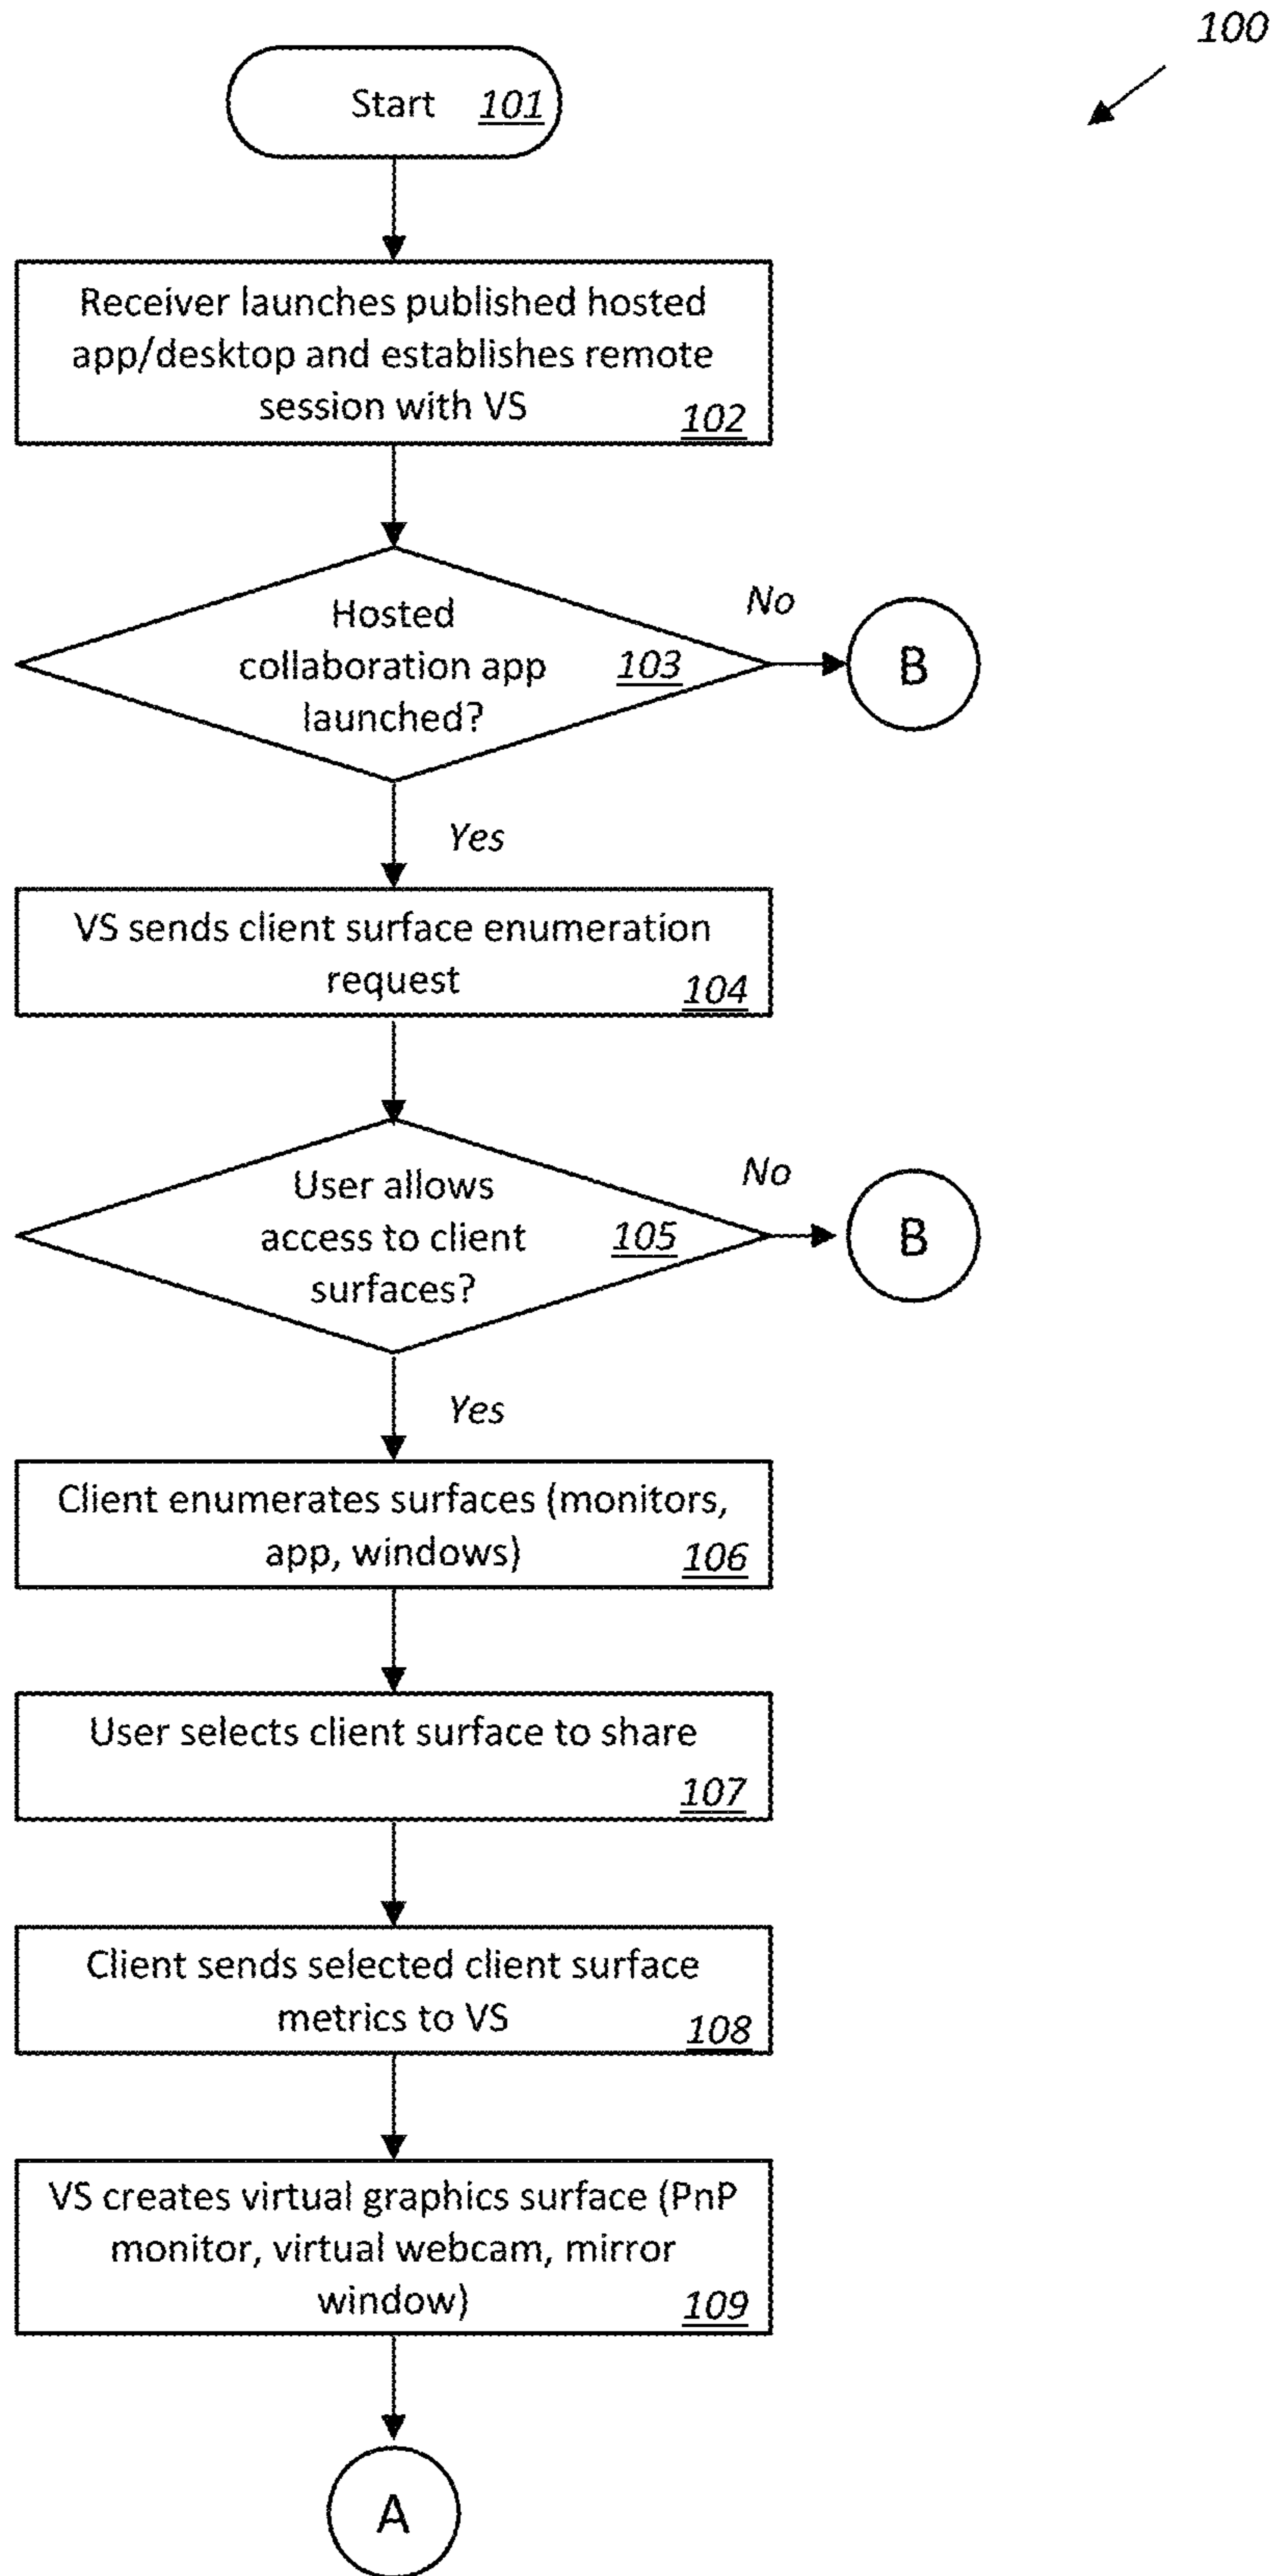 100
Start 101
Receiver launches published hosted
app/desktop and establishes remote
session with VS
102
Hosted
collaboration app
launched?
103
No
B
Yes
VS sends client surface enumeration
request
104
User allows
access to client
surfaces?
105
No
B
Yes
Client enumerates surfaces (monitors,
app, windows)
106
User selects client surface to share
107
Client sends selected client surface
metrics to VS
108
VS creates virtual graphics surface (PnP
monitor, virtual webcam, mirror
window)
109
A